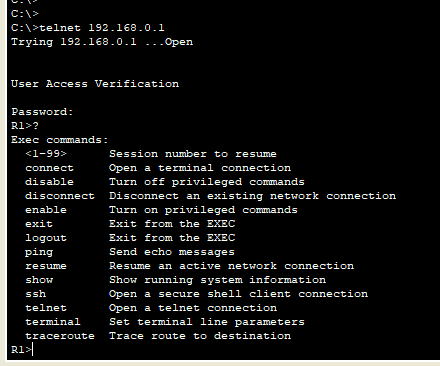 C:\>
C:\>
C:\>telnet 192.168.0.1
Trying 192.168.0.1 ...Open
User Access Verification
Password:
R1>?
Exec commands:
<1-99> Session number to resume
connect Open a terminal connection
disable Turn off privileged commands
disconnect Disconnect an existing network connection
enable Turn on privileged commands
exit Exit from the EXEC
logout Exit from the EXEC
ping Send echo messages
resume Resume an active network connection
show Show running system information
ssh Open a secure shell client connection
telnet Open a telnet connection
terminal Set terminal line parameters
traceroute Trace route to destination
R1>